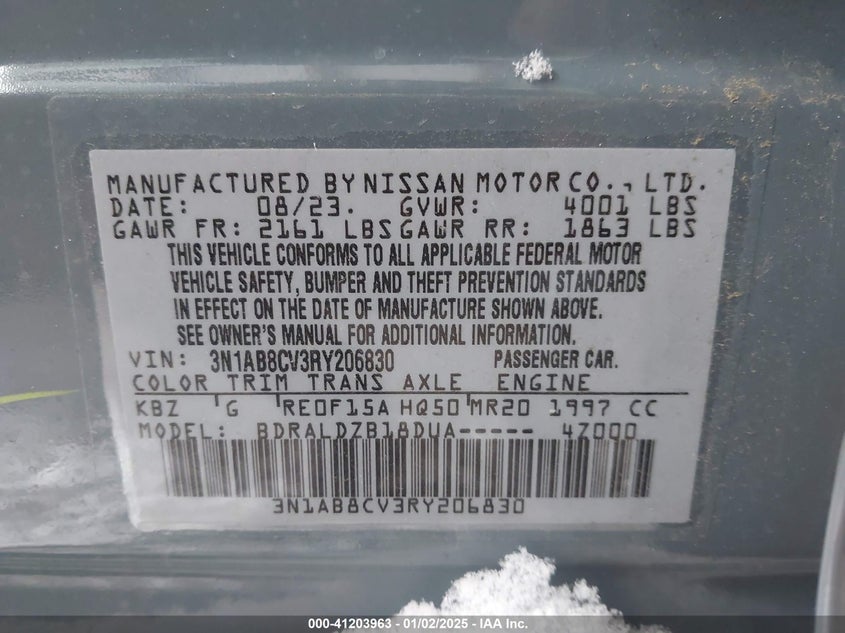 MANUFACTURED BY NISSAN MOTOR CO., LTD.
DATE: 08/23. GVWR: 4001 LBS
GAWR FR: 2161 LBS GAWR RR: 1863 LBS
THIS VEHICLE CONFORMS TO ALL APPLICABLE FEDERAL MOTOR
VEHICLE SAFETY, BUMPER AND THEFT PREVENTION STANDARDS
IN EFFECT ON THE DATE OF MANUFACTURE SHOWN ABOVE.
SEE OWNER'S MANUAL FOR ADDITIONAL INFORMATION.
VIN: 3N1AB8CV3RY206830 PASSENGER CAR.
COLOR TRIM TRANS AXLE ENGINE
KBZ G RE0F15A HQ50 MR20 1997 CC
MODEL: BDRALDZB18DUA----- 4Z000
3N1AB8CV3RY206830
000-41203963 | 01/02/2025 | IAA Inc.